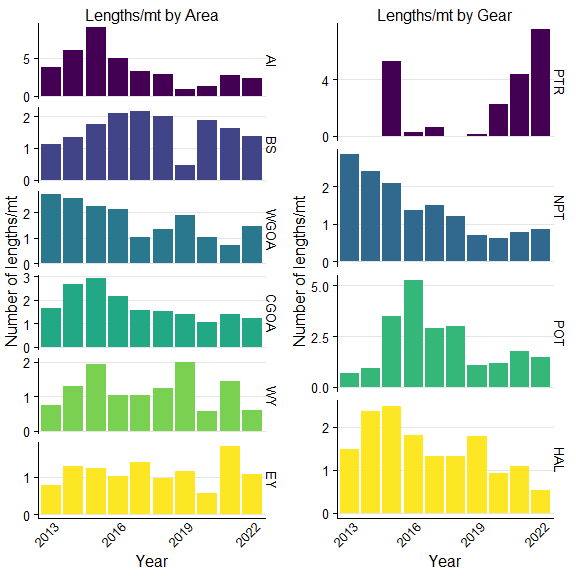 Lengths/mt by Area
Number of lengths/mt
5
0
AI
2
1
0
BS
2
1
0
WGOA
3
2
1
0
CGOA
2
1
0
WY
1
0
EY
2013
2016
2019
2022
Year
Lengths/mt by Gear
Number of lengths/mt
4
0
PTR
2
1
0
NPT
5.0
2.5
0.0
POT
2
1
0
HAL
2013
2016
2019
2022
Year